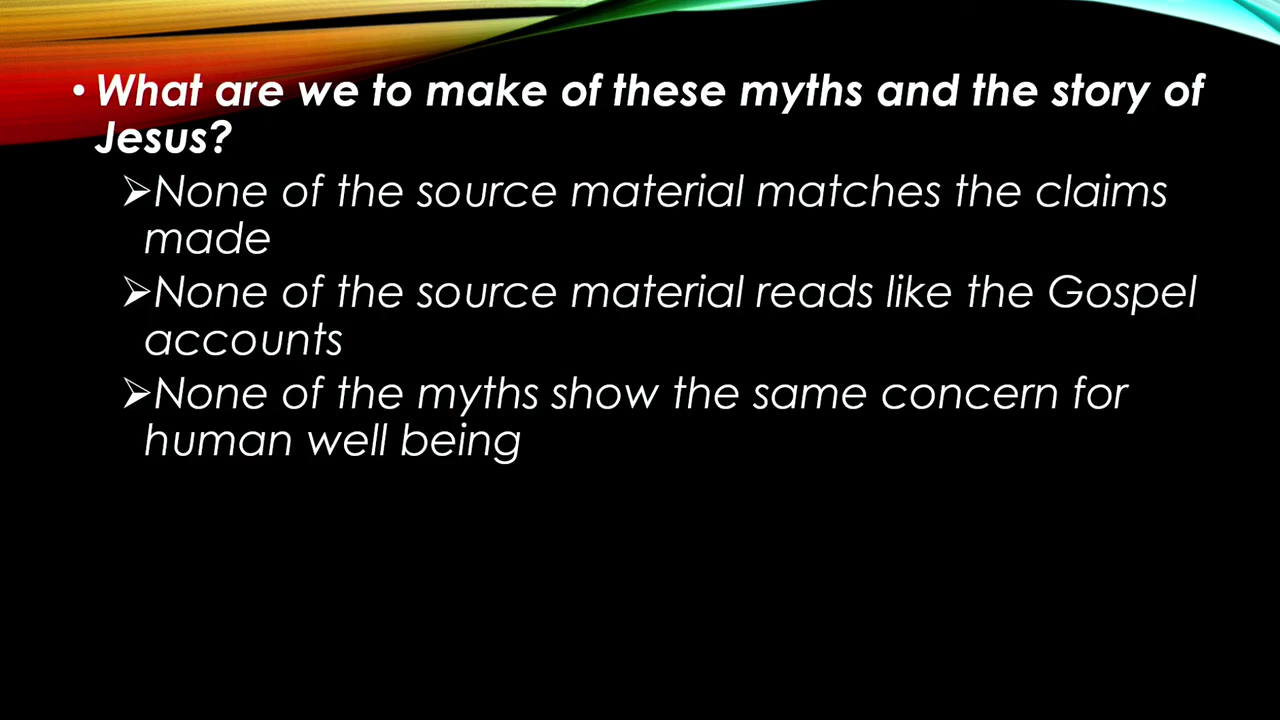 • What are we to make of these myths and the story of
Jesus?
➢None of the source material matches the claims
made
➢None of the source material reads like the Gospel
accounts
➢None of the myths show the same concern for
human well being